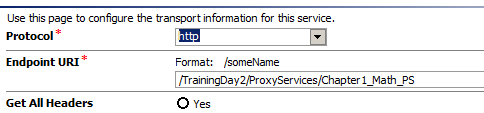 Use this page to configure the transport information for this service.
Protocol* http
Endpoint URI* Format: /someName
/TrainingDay2/ProxyServices/Chapter1_Math_PS
Get All Headers Yes